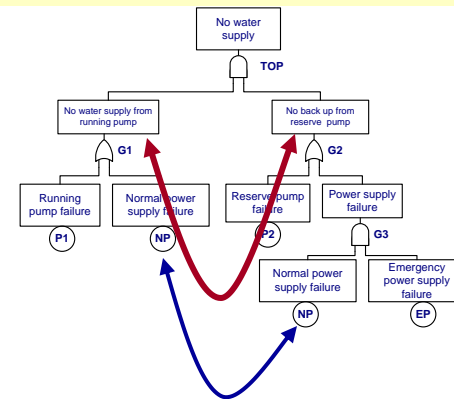 No water
supply
TOP
No water supply from
running pump
No back up from
reserve pump
G1
G2
Running
pump failure
Normal power
supply failure
Reserve pump
failure
Power supply
failure
P1
NP
P2
G3
Normal power
supply failure
Emergency
power supply
failure
NP
EP